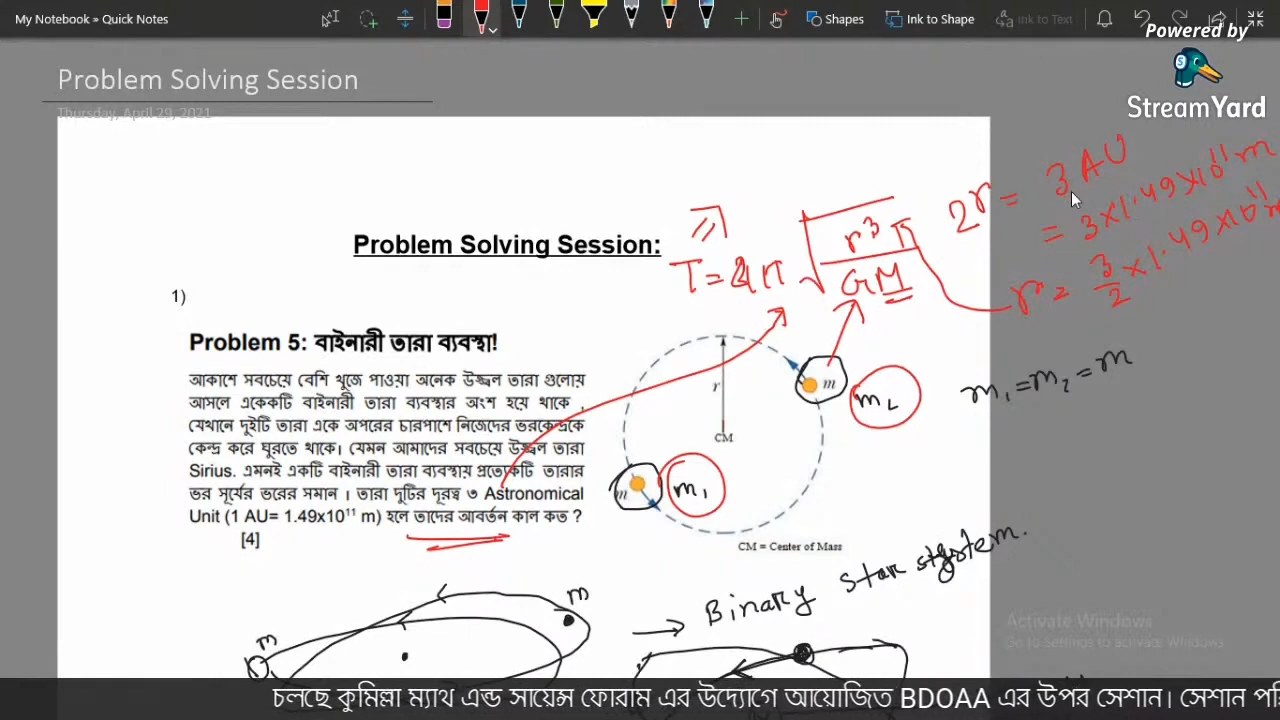 My Notebook » Quick Notes
Shapes
Ink to Shape
Ink to Text
Powered by
StreamYard
Problem Solving Session
Thursday, April 29, 2021
2r = 3 AU
= 3×1.49×10¹¹ m
r = 3/2 ×1.49×10¹¹ m
Problem Solving Session:
1)
Problem 5: বাইনারী তারা ব্যবস্থা!
আকাশে সবচেয়ে বেশি খুজে পাওয়া অনেক উজ্জ্বল তারা গুলোয়
আসলে একেকটি বাইনারী তারা ব্যবস্থার অংশ হয়ে থাকে ,
যেখানে দুইটি তারা একে অপরের চারপাশে নিজেদের ভরকেন্দ্রকে
কেন্দ্র করে ঘুরতে থাকে। যেমন আমাদের সবচেয়ে উজ্জ্বল তারা
Sirius. এমনই একটি বাইনারী তারা ব্যবস্থায় প্রত্যেকটি তারার
ভর সূর্যের ভরের সমান । তারা দুটির দূরত্ব ৩ Astronomical
Unit (1 AU= 1.49x10¹¹ m) হলে তাদের আবর্তন কাল কত ?
[4]
r
CM
m
m
m₂
m₁
CM = Center of Mass
m₁ = m₂ = m
→ Binary star system.
m
m
Activate Windows
Go to Settings to activate Windows
চলছে কুমিল্লা ম্যাথ এন্ড সায়েন্স ফোরাম এর উদ্যোগে আয়োজিত BDOAA এর উপর সেশান। সেশান পরি